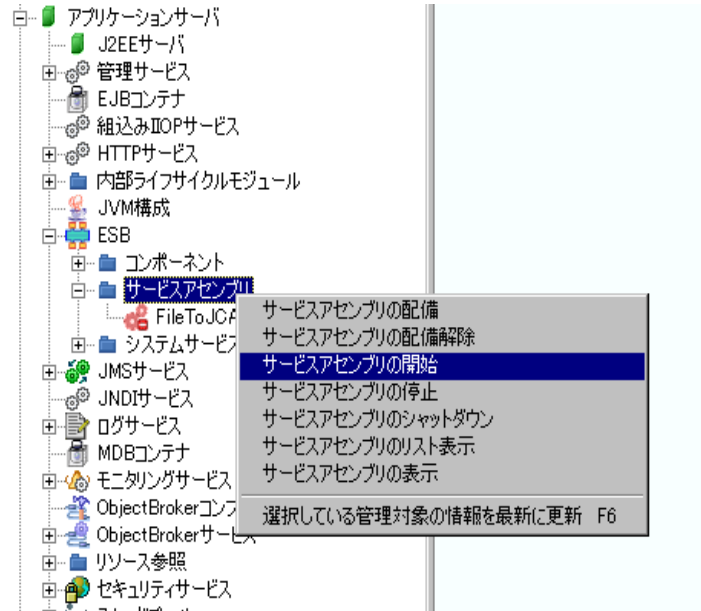 アプリケーションサーバ
J2EEサーバ
管理サービス
EJBコンテナ
組込みIIOPサービス
HTTPサービス
内部ライフサイクルモジュール
JVM構成
ESB
コンポーネント
サービスアセンブリ
サービスアセンブリの配備
FileToJCA
サービスアセンブリの配備解除
システムサービ
サービスアセンブリの開始
JMSサービス
サービスアセンブリの停止
JNDIサービス
サービスアセンブリのシャットダウン
ログサービス
サービスアセンブリのリスト表示
MDBコンテナ
サービスアセンブリの表示
モニタリングサービス
ObjectBrokerコンフ
選択している管理対象の情報を最新に更新 F6
ObjectBrokerサービス
リソース参照
セキュリティサービス